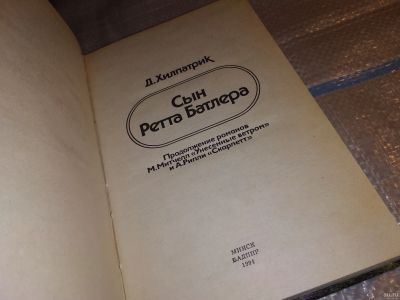 Д. Хилпатрик
Сын
Ретта Батлера
Продолжение романов
М. Митчелл «Унесенные ветром»
и А. Рипли «Скарлетт»
МИНСК
БАДППР
1994